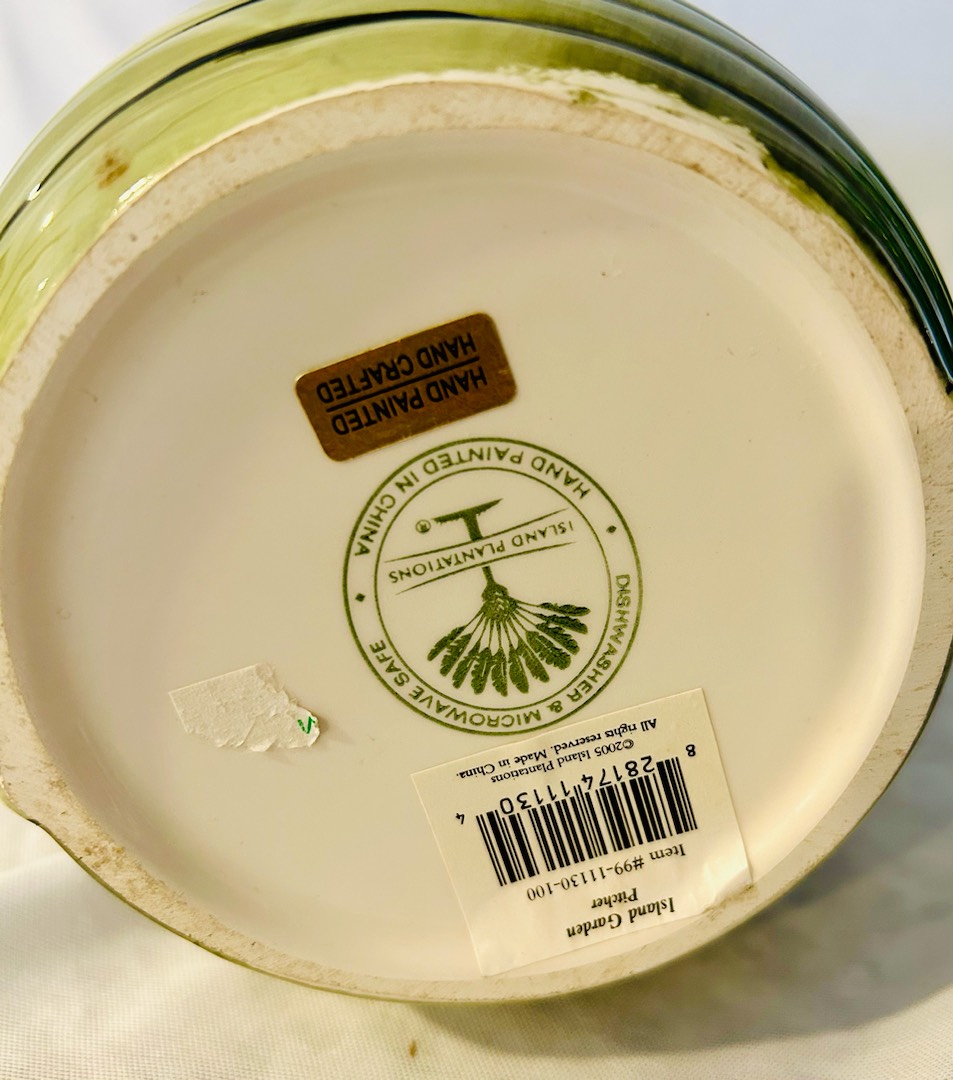 HAND PAINTED
HAND CRAFTED
HAND PAINTED IN CHINA
ISLAND PLANTATIONS
®
DISHWASHER & MICROWAVE SAFE
Island Garden
Pitcher
Item #99-11130-100
8 28174 11130 4
©2005 Island Plantations
All rights reserved. Made in China.